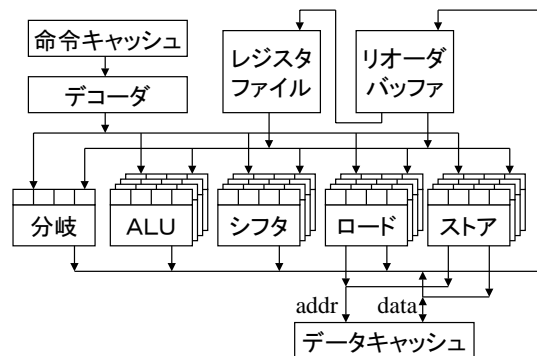 命令キャッシュ
デコーダ
レジスタ
ファイル
リオーダ
バッファ
分岐
ALU
シフタ
ロード
ストア
addr
data
データキャッシュ